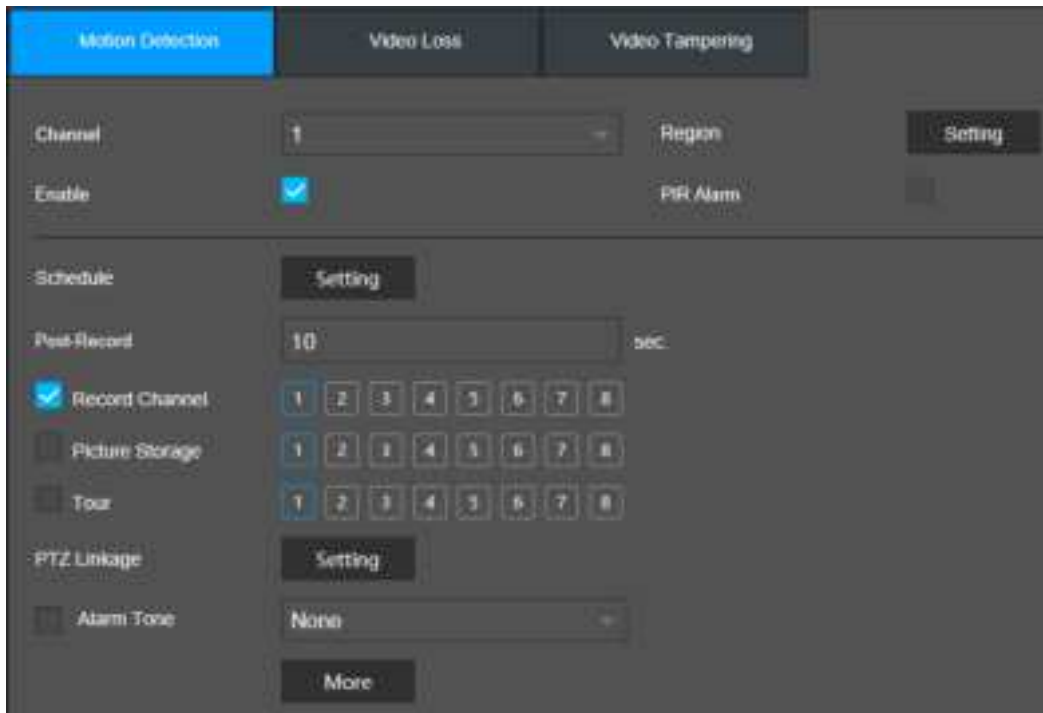 Motion Detection Video Loss Video Tampering
Channel 1 Region Setting
Enable PIR Alarm
Schedule Setting
Post-Record 10 sec.
Record Channel 1 2 3 4 5 6 7 8
Picture Storage 1 2 3 4 5 6 7 8
Tour 1 2 3 4 5 6 7 8
PTZ Linkage Setting
Alarm Tone None
More